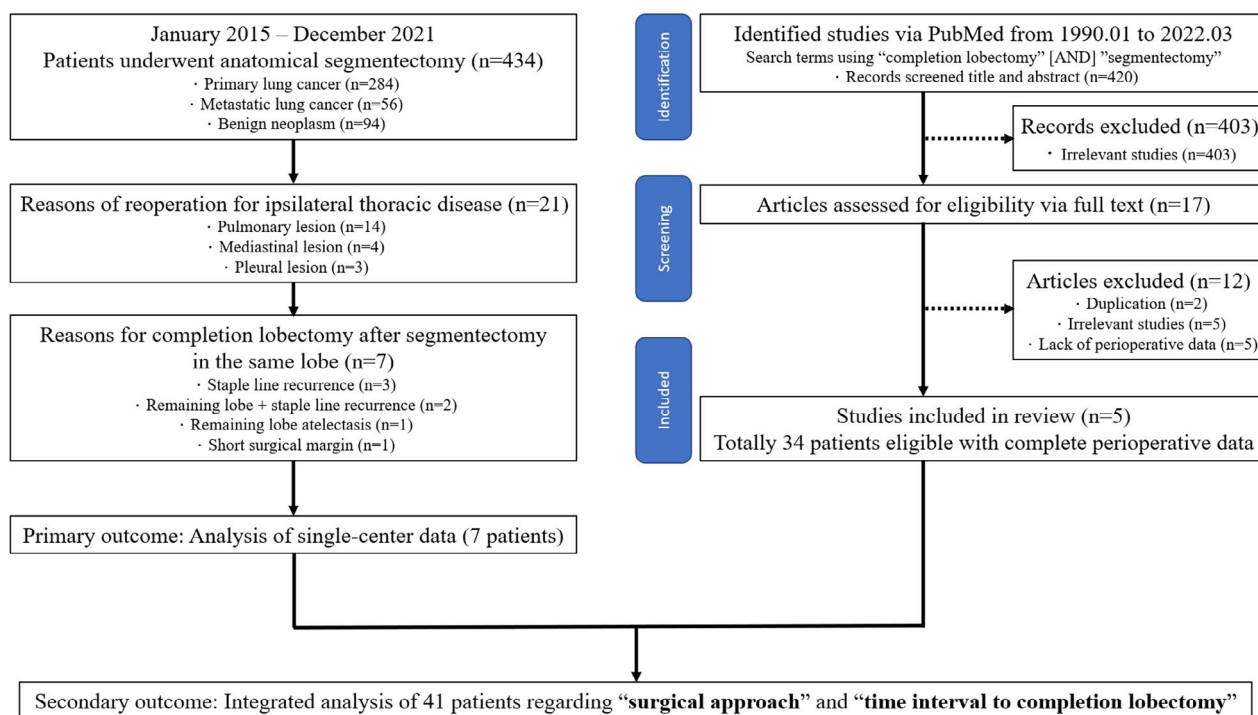 January 2015 – December 2021
Patients underwent anatomical segmentectomy (n=434)
· Primary lung cancer (n=284)
· Metastatic lung cancer (n=56)
· Benign neoplasm (n=94)
Reasons of reoperation for ipsilateral thoracic disease (n=21)
· Pulmonary lesion (n=14)
· Mediastinal lesion (n=4)
· Pleural lesion (n=3)
Reasons for completion lobectomy after segmentectomy
in the same lobe (n=7)
· Staple line recurrence (n=3)
· Remaining lobe + staple line recurrence (n=2)
· Remaining lobe atelectasis (n=1)
· Short surgical margin (n=1)
Primary outcome: Analysis of single-center data (7 patients)
Identification
Screening
Included
Identified studies via PubMed from 1990.01 to 2022.03
Search terms using “completion lobectomy” [AND] ”segmentectomy”
· Records screened title and abstract (n=420)
Records excluded (n=403)
· Irrelevant studies (n=403)
Articles assessed for eligibility via full text (n=17)
Articles excluded (n=12)
· Duplication (n=2)
· Irrelevant studies (n=5)
· Lack of perioperative data (n=5)
Studies included in review (n=5)
Totally 34 patients eligible with complete perioperative data
Secondary outcome: Integrated analysis of 41 patients regarding “surgical approach” and “time interval to completion lobectomy”